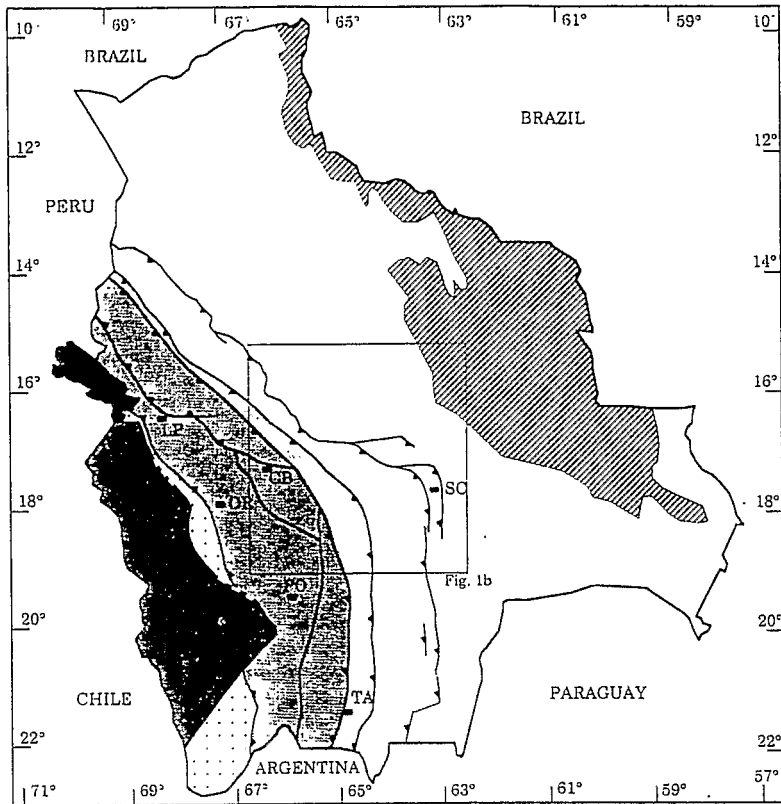 69° 67° 65° 63° 61° 59°
10° 10°
BRAZIL
BRAZIL
12° 12°
PERU
14° 14°
16° 16°
LP
CB
SC
OR
18° 18°
Fig. 1b
PO
20° 20°
CHILE
TA
PARAGUAY
22° 22°
ARGENTINA
71° 69° 67° 65° 63° 61° 59° 57°